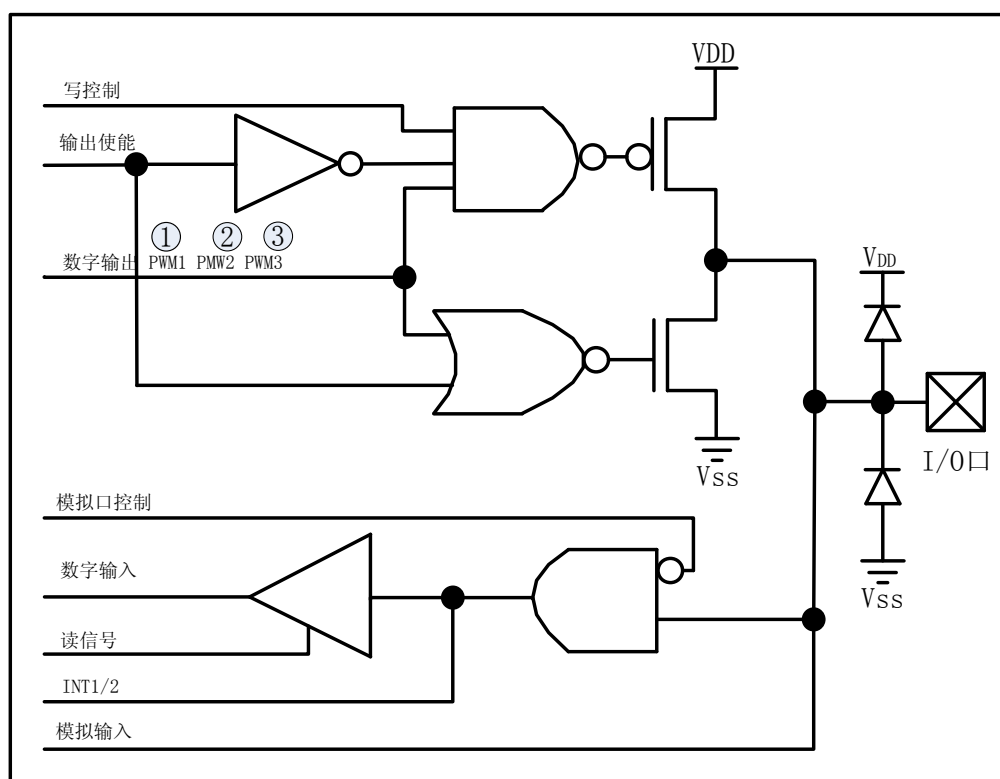 VDD
写控制
输出使能
① ② ③
数字输出 PWM1 PMW2 PWM3
VDD
I/O口
Vss
模拟口控制
数字输入
Vss
读信号
INT1/2
模拟输入